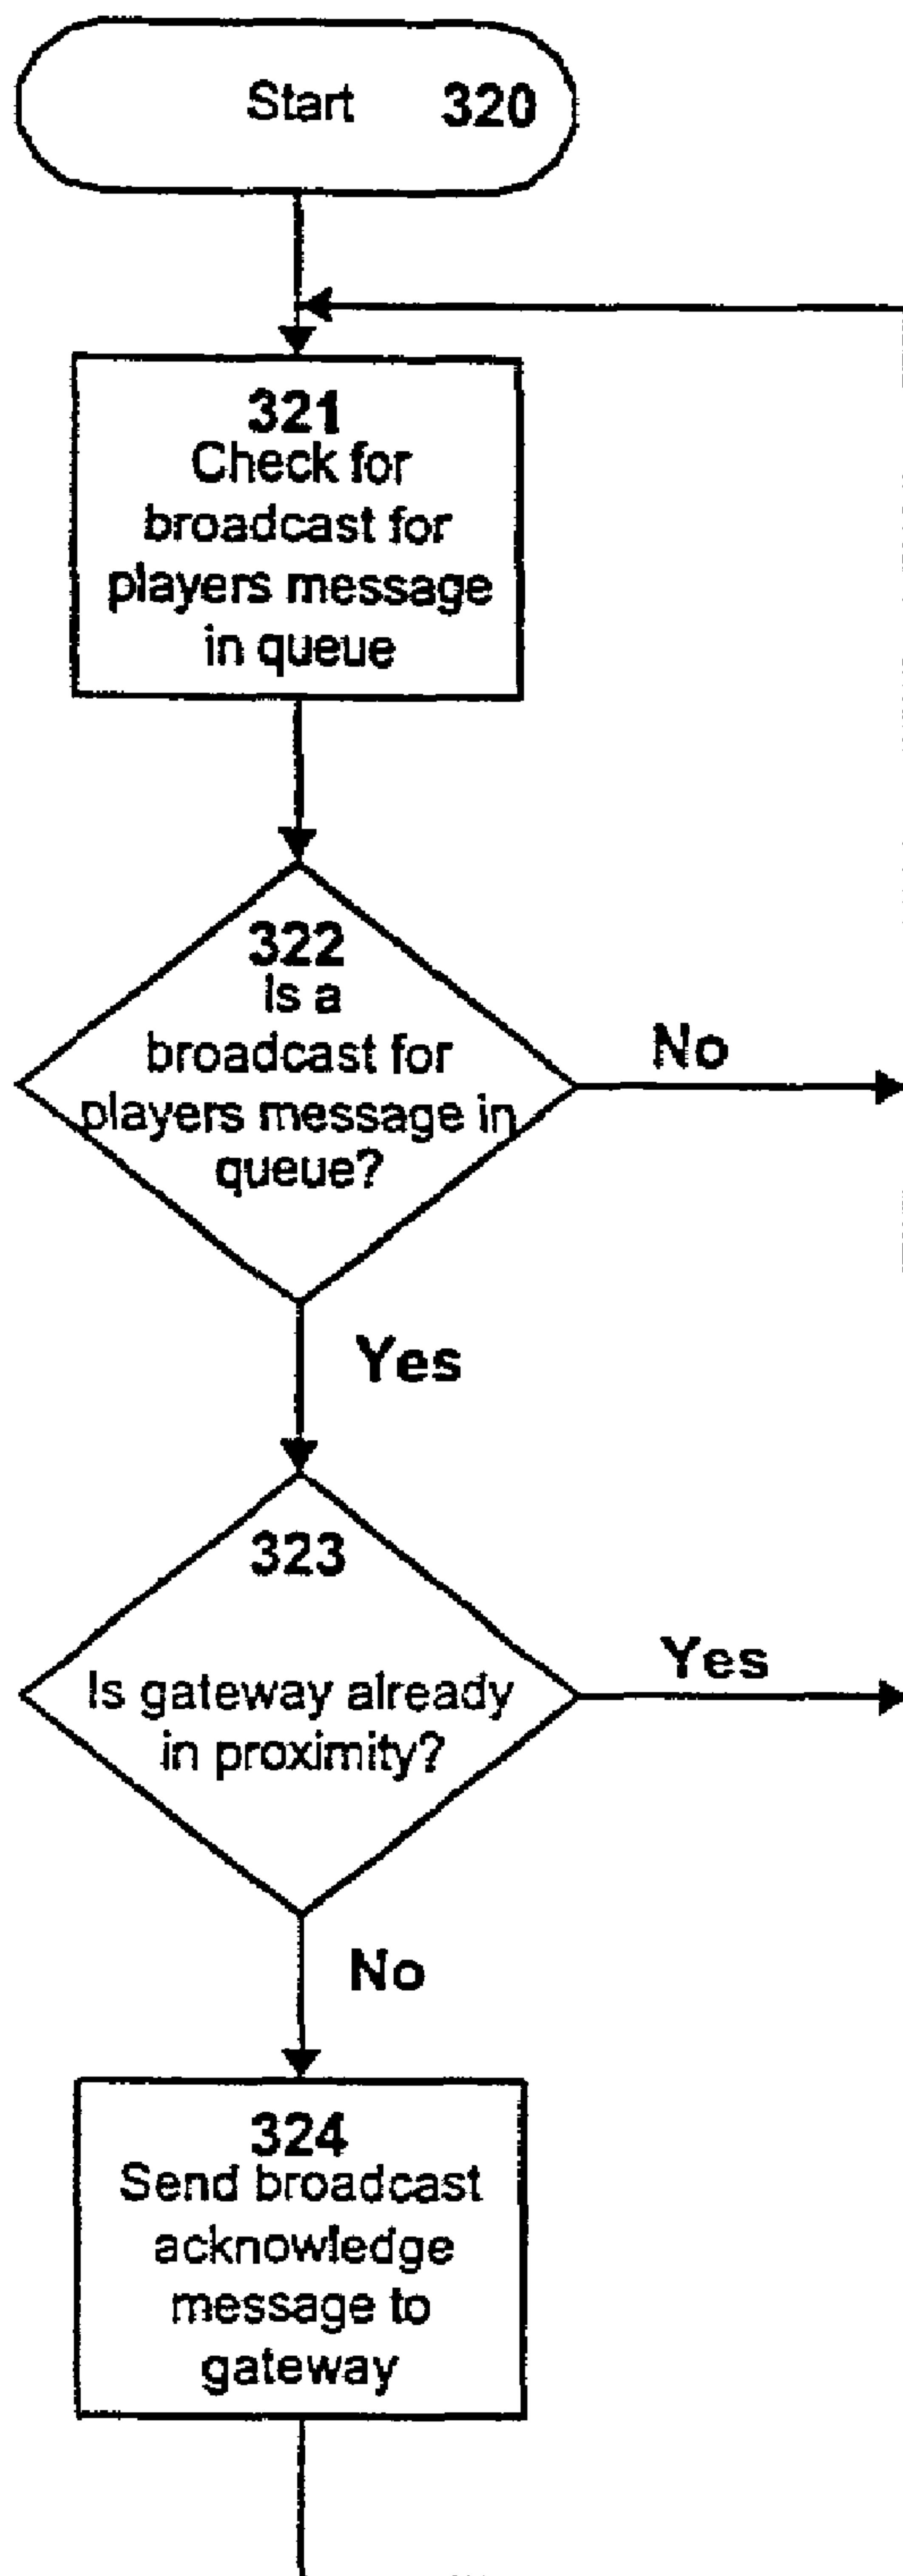 Start 320
321
Check for
broadcast for
players message
in queue
322
Is a
broadcast for
players message in
queue?
No
Yes
323
Is gateway already
in proximity?
Yes
No
324
Send broadcast
acknowledge
message to
gateway